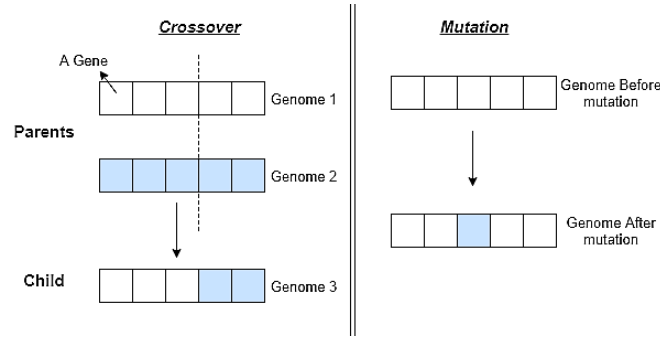 Crossover
A Gene
Genome 1
Parents
Genome 2
Child
Genome 3
Mutation
Genome Before
mutation
Genome After
mutation